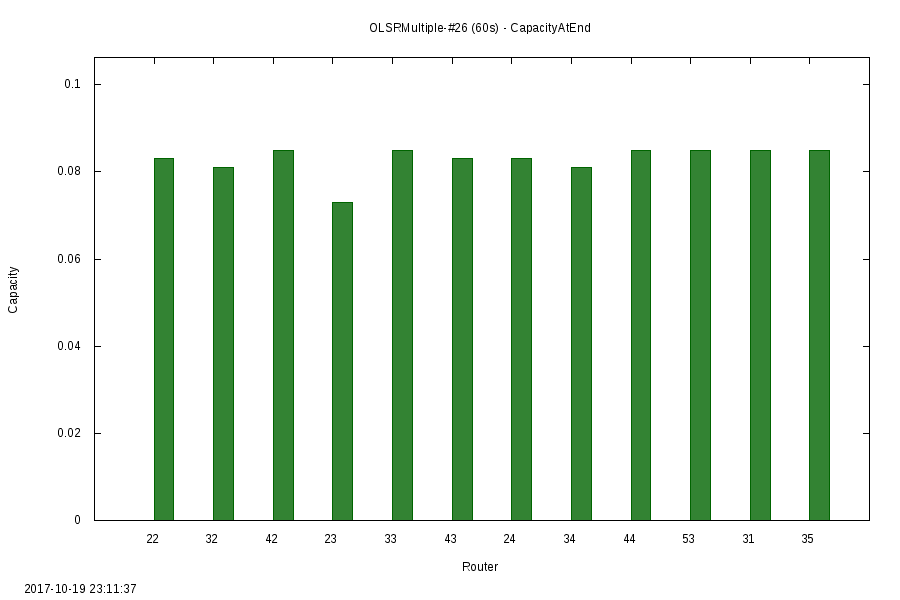 OLSRMultiple-#26 (60s) - CapacityAtEnd
0.1
0.08
0.06
0.04
0.02
0
Capacity
22 32 42 23 33 43 24 34 44 53 31 35
Router
2017-10-19 23:11:37